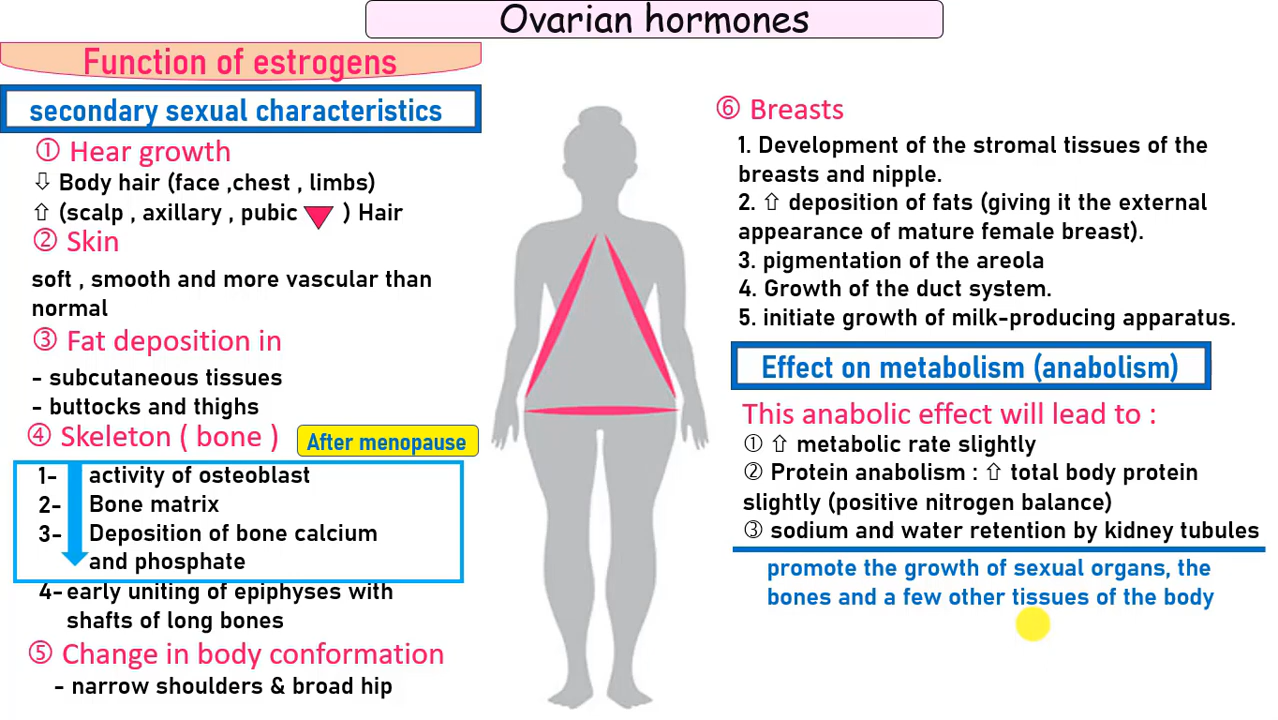 Ovarian hormones
Function of estrogens
secondary sexual characteristics
① Hear growth
⇩ Body hair (face ,chest , limbs)
⇧ (scalp , axillary , pubic ) Hair
② Skin
soft , smooth and more vascular than
normal
③ Fat deposition in
- subcutaneous tissues
- buttocks and thighs
④ Skeleton ( bone )
After menopause
1- activity of osteoblast
2- Bone matrix
3- Deposition of bone calcium
and phosphate
4- early uniting of epiphyses with
shafts of long bones
⑤ Change in body conformation
- narrow shoulders & broad hip
⑥ Breasts
1. Development of the stromal tissues of the
breasts and nipple.
2. ⇧ deposition of fats (giving it the external
appearance of mature female breast).
3. pigmentation of the areola
4. Growth of the duct system.
5. initiate growth of milk-producing apparatus.
Effect on metabolism (anabolism)
This anabolic effect will lead to :
① ⇧ metabolic rate slightly
② Protein anabolism : ⇧ total body protein
slightly (positive nitrogen balance)
③ sodium and water retention by kidney tubules
promote the growth of sexual organs, the
bones and a few other tissues of the body